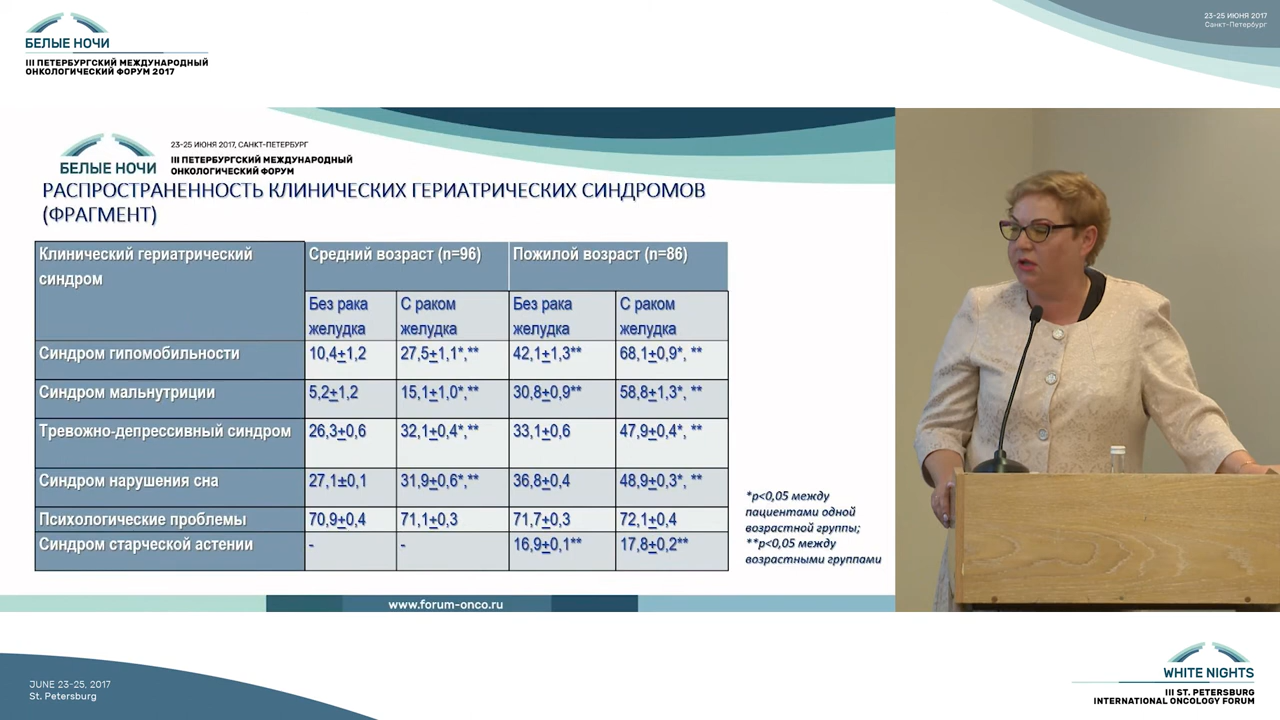 БЕЛЫЕ НОЧИ
III ПЕТЕРБУРГСКИЙ МЕЖДУНАРОДНЫЙ
ОНКОЛОГИЧЕСКИЙ ФОРУМ 2017
23-25 ИЮНЯ 2017
Санкт-Петербург
БЕЛЫЕ НОЧИ
23-25 ИЮНЯ 2017, САНКТ-ПЕТЕРБУРГ
III ПЕТЕРБУРГСКИЙ МЕЖДУНАРОДНЫЙ
ОНКОЛОГИЧЕСКИЙ ФОРУМ
РАСПРОСТРАНЕННОСТЬ КЛИНИЧЕСКИХ ГЕРИАТРИЧЕСКИХ СИНДРОМОВ
(ФРАГМЕНТ)
Клинический гериатрический
синдром
Средний возраст (n=96)
Пожилой возраст (n=86)
Без рака
желудка
С раком
желудка
Без рака
желудка
С раком
желудка
Синдром гипомобильности 10,4±1,2 27,5±1,1*,** 42,1±1,3** 68,1±0,9*, **
Синдром мальнутриции 5,2±1,2 15,1±1,0*,** 30,8±0,9** 58,8±1,3*, **
Тревожно-депрессивный синдром 26,3±0,6 32,1±0,4*,** 33,1±0,6 47,9±0,4*, **
Синдром нарушения сна 27,1±0,1 31,9±0,6*,** 36,8±0,4 48,9±0,3*, **
Психологические проблемы 70,9±0,4 71,1±0,3 71,7±0,3 72,1±0,4
Синдром старческой астении - - 16,9±0,1** 17,8±0,2**
*p<0,05 между
пациентами одной
возрастной группы;
**p<0,05 между
возрастными группами
www.forum-onco.ru
JUNE 23-25, 2017
St. Petersburg
WHITE NIGHTS
III ST. PETERSBURG
INTERNATIONAL ONCOLOGY FORUM